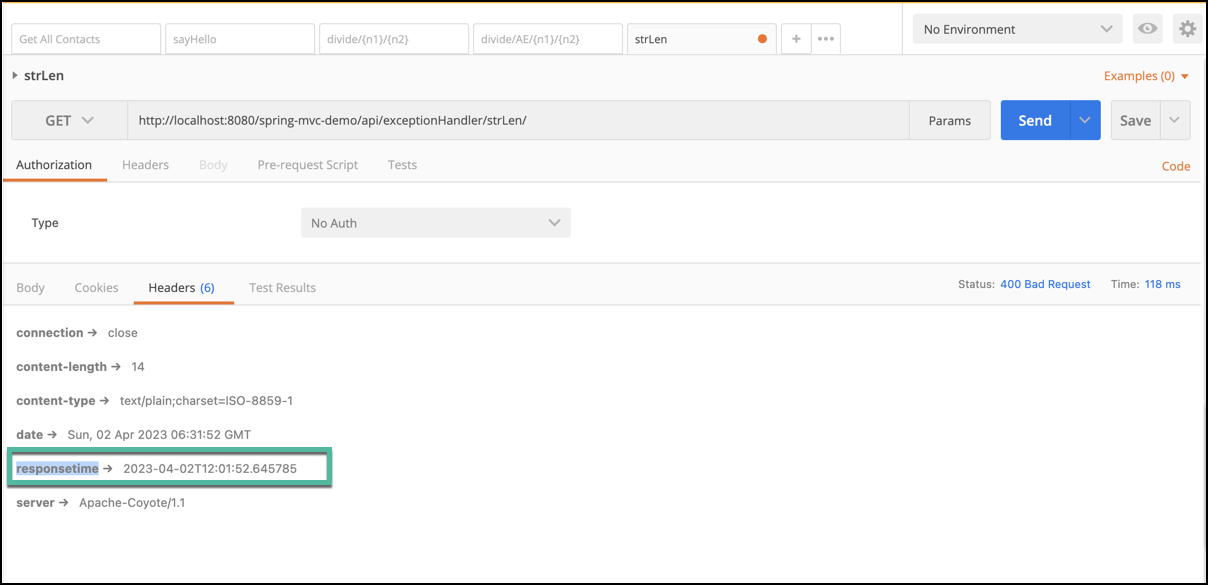 Get All Contacts
sayHello
divide/{n1}/{n2}
divide/AE/{n1}/{n2}
strLen
+
•••
No Environment
strLen
Examples (0)
GET
http://localhost:8080/spring-mvc-demo/api/exceptionHandler/strLen/
Params
Send
Save
Authorization
Headers
Body
Pre-request Script
Tests
Code
Type
No Auth
Body
Cookies
Headers (6)
Test Results
Status: 400 Bad Request
Time: 118 ms
connection → close
content-length → 14
content-type → text/plain;charset=ISO-8859-1
date → Sun, 02 Apr 2023 06:31:52 GMT
responsetime → 2023-04-02T12:01:52.645785
server → Apache-Coyote/1.1